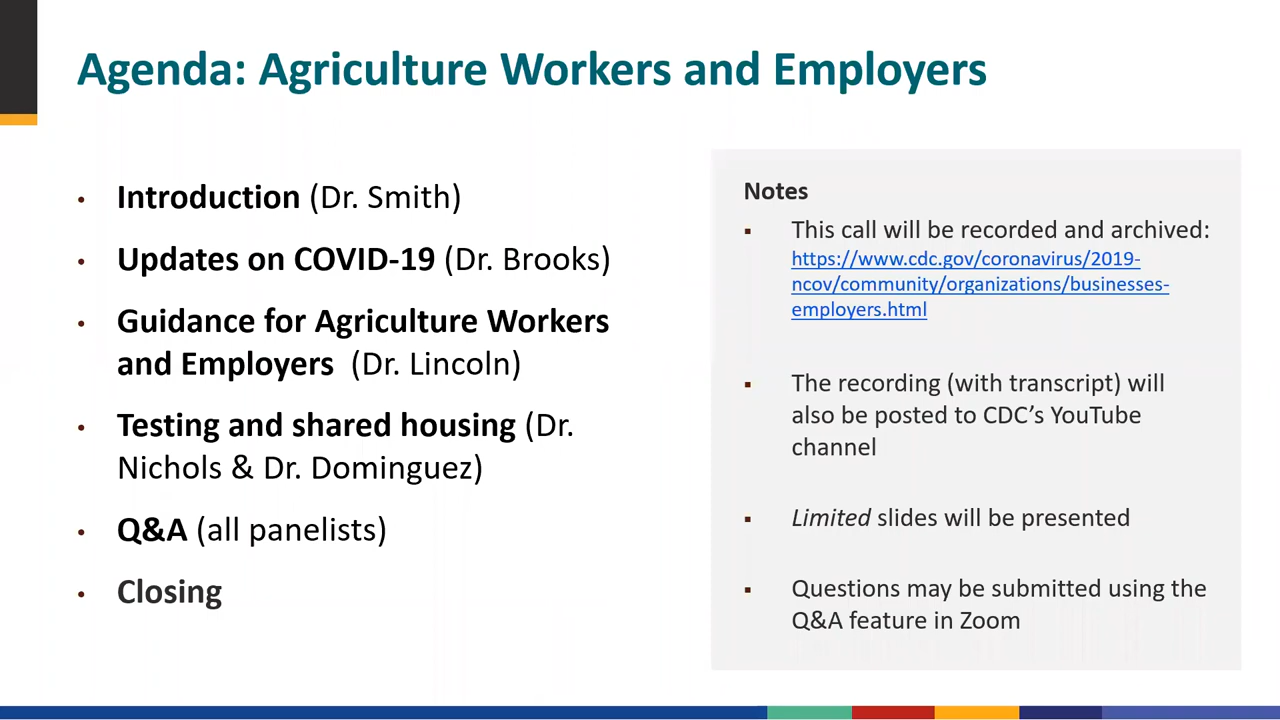 Agenda: Agriculture Workers and Employers
• Introduction (Dr. Smith)
• Updates on COVID-19 (Dr. Brooks)
• Guidance for Agriculture Workers
and Employers (Dr. Lincoln)
• Testing and shared housing (Dr.
Nichols & Dr. Dominguez)
• Q&A (all panelists)
• Closing
Notes
▪ This call will be recorded and archived:
https://www.cdc.gov/coronavirus/2019-
ncov/community/organizations/businesses-
employers.html
▪ The recording (with transcript) will
also be posted to CDC’s YouTube
channel
▪ Limited slides will be presented
▪ Questions may be submitted using the
Q&A feature in Zoom